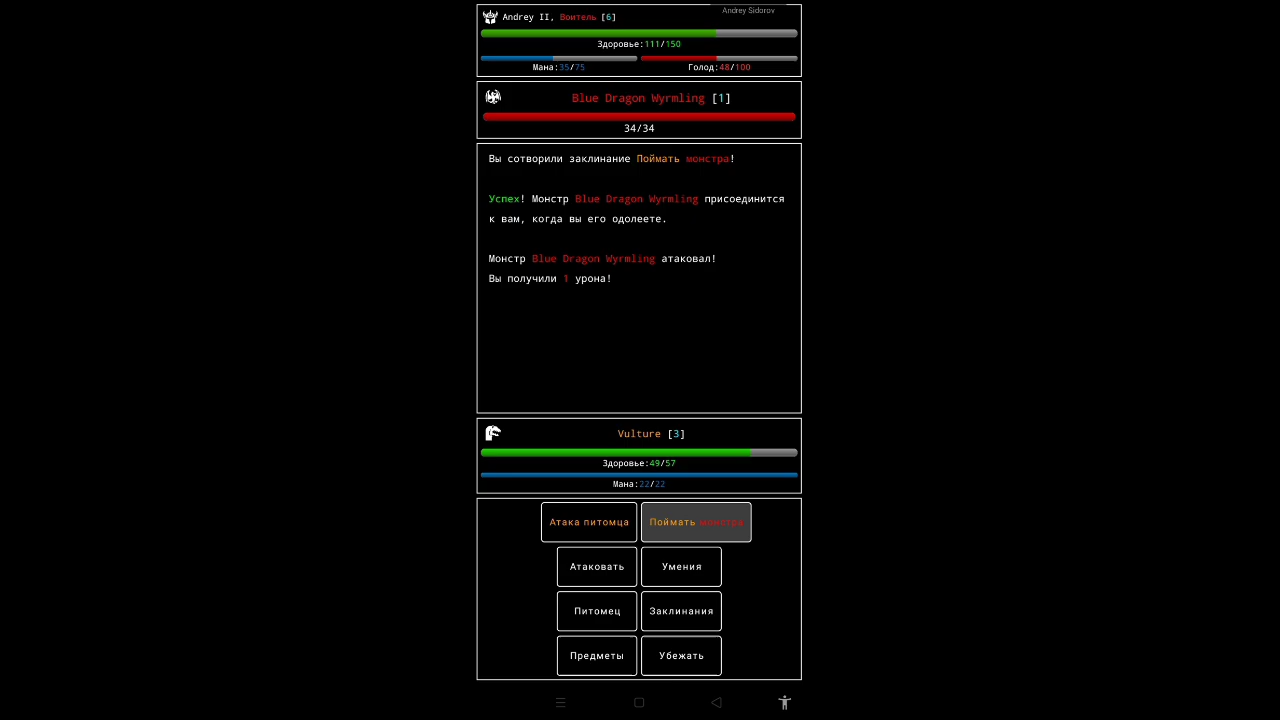 Andrey Sidorov
Andrey II, Воитель [6]
Здоровье:111/150
Мана:35/75 Голод:48/100
Blue Dragon Wyrmling [1]
34/34
Вы сотворили заклинание Поймать монстра!
Успех! Монстр Blue Dragon Wyrmling присоединится
к вам, когда вы его одолеете.
Монстр Blue Dragon Wyrmling атаковал!
Вы получили 1 урона!
Vulture [3]
Здоровье:49/57
Мана:22/22
Атака питомца Поймать монстра
Атаковать Умения
Питомец Заклинания
Предметы Убежать